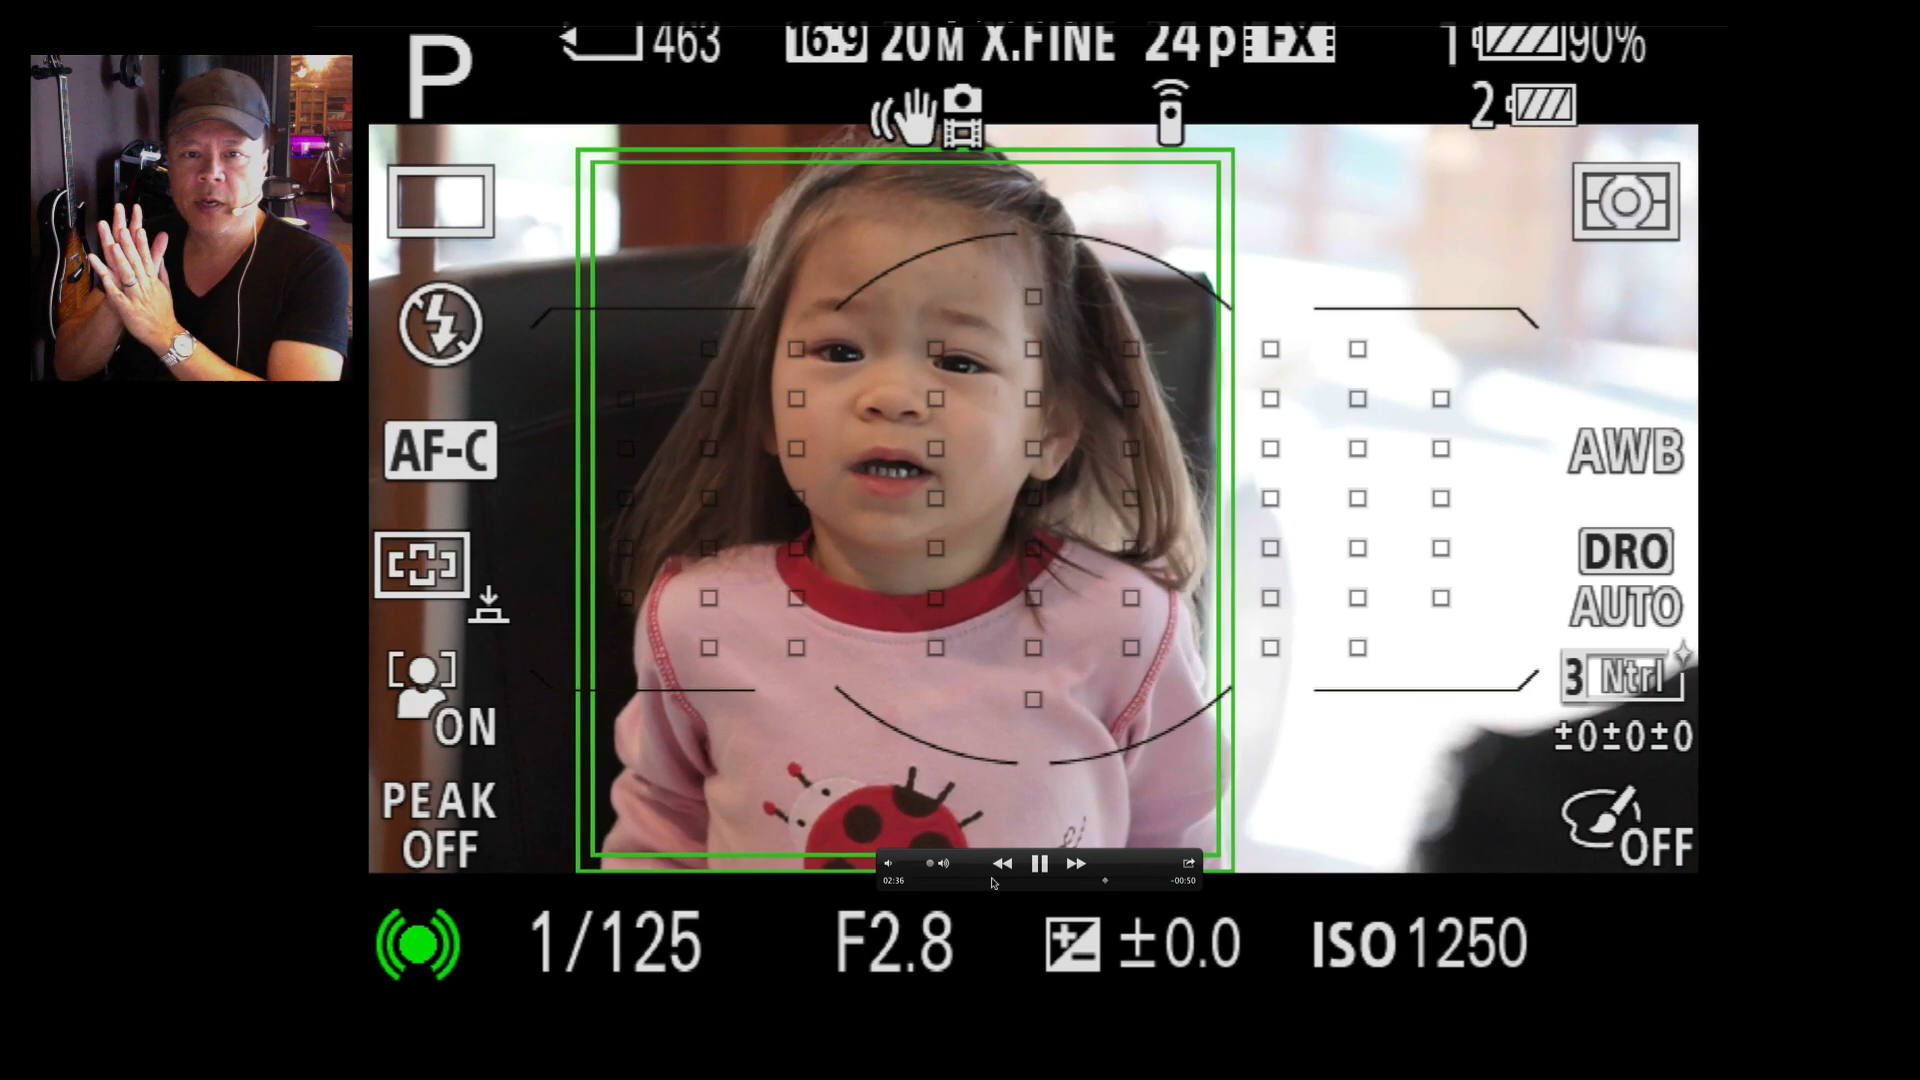 P
463 16:9 20M X.FINE 24p FX 1 90%
2
AF-C
AWB
DRO
AUTO
3 Ntrl
ON
±0±0±0
PEAK
OFF
OFF
02:36 -00:50
1/125 F2.8 ±0.0 ISO 1250